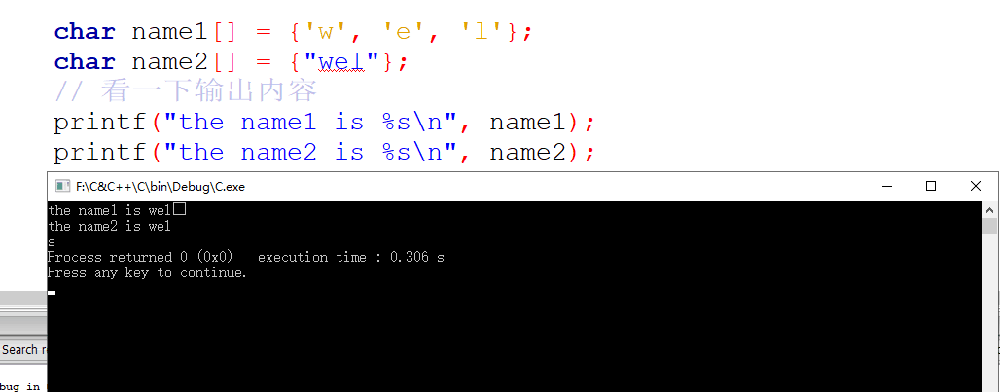 char name1[] = {'w', 'e', 'l'};
char name2[] = {"wel"};
// 看一下输出内容
printf("the name1 is %s\n", name1);
printf("the name2 is %s\n", name2);
F:\C&C++\C\bin\Debug\C.exe
the name1 is wel□
the name2 is wel
s
Process returned 0 (0x0)   execution time : 0.306 s
Press any key to continue.
Search
bug in